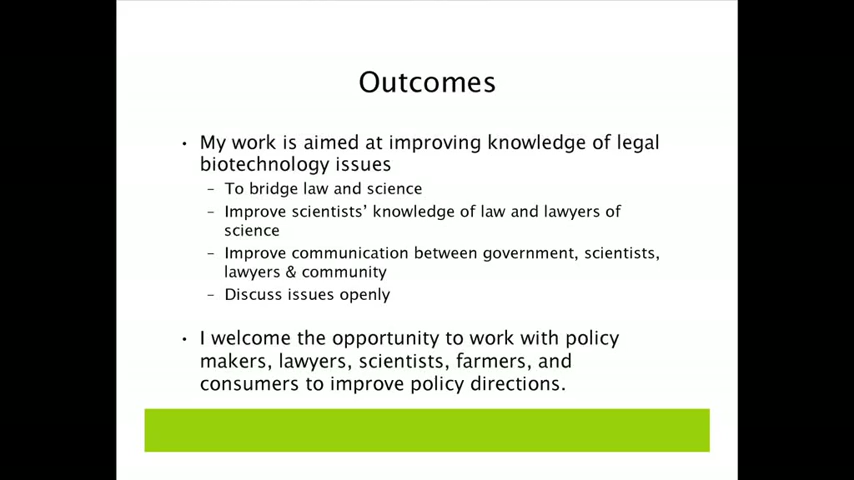 Outcomes
• My work is aimed at improving knowledge of legal
biotechnology issues
– To bridge law and science
– Improve scientists’ knowledge of law and lawyers of
science
– Improve communication between government, scientists,
lawyers & community
– Discuss issues openly
• I welcome the opportunity to work with policy
makers, lawyers, scientists, farmers, and
consumers to improve policy directions.